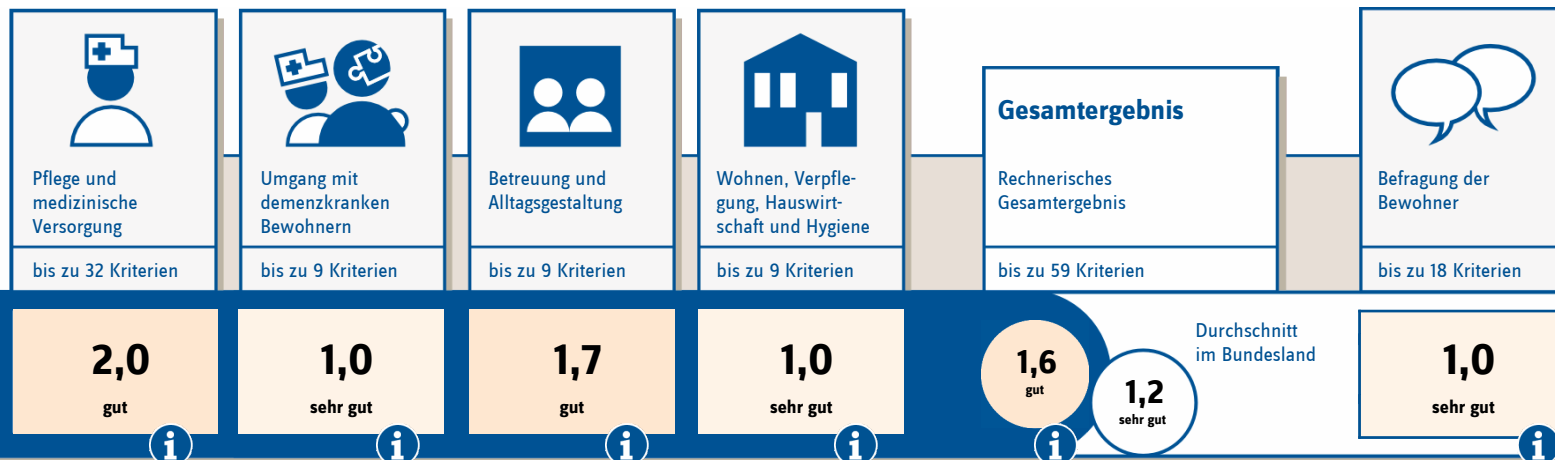 Pflege und
medizinische
Versorgung
bis zu 32 Kriterien
2,0
gut
i
Umgang mit
demenzkranken
Bewohnern
bis zu 9 Kriterien
1,0
sehr gut
i
Betreuung und
Alltagsgestaltung
bis zu 9 Kriterien
1,7
gut
i
Wohnen, Verpfle-
gung, Hauswirt-
schaft und Hygiene
bis zu 9 Kriterien
1,0
sehr gut
i
Gesamtergebnis
Rechnerisches
Gesamtergebnis
bis zu 59 Kriterien
1,6
gut
i
Durchschnitt
im Bundesland
1,2
sehr gut
Befragung der
Bewohner
bis zu 18 Kriterien
1,0
sehr gut
i